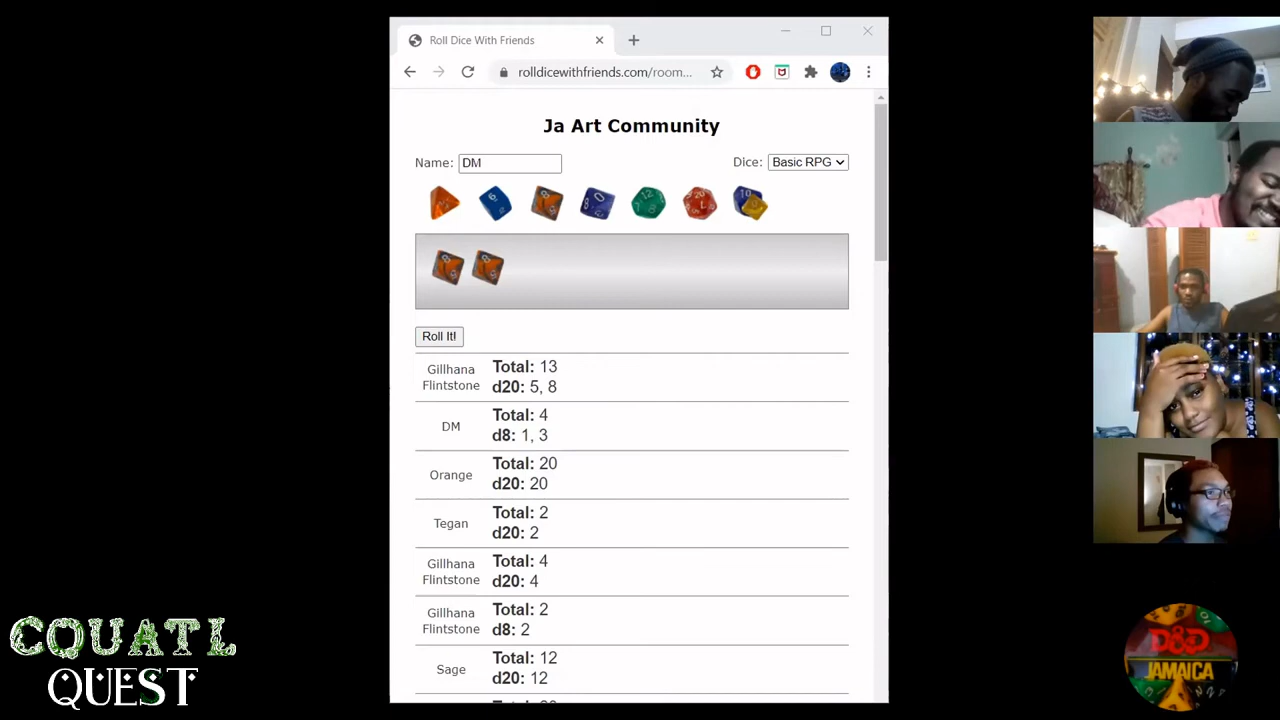 Roll Dice With Friends
rolldicewithfriends.com/room...
Ja Art Community
Name: DM
Dice: Basic RPG
Roll It!
Gillhana Flintstone
Total: 13
d20: 5, 8
DM
Total: 4
d8: 1, 3
Orange
Total: 20
d20: 20
Tegan
Total: 2
d20: 2
Gillhana Flintstone
Total: 4
d20: 4
Gillhana Flintstone
Total: 2
d8: 2
Sage
Total: 12
d20: 12
COUATL
QUEST
D&D
JAMAICA